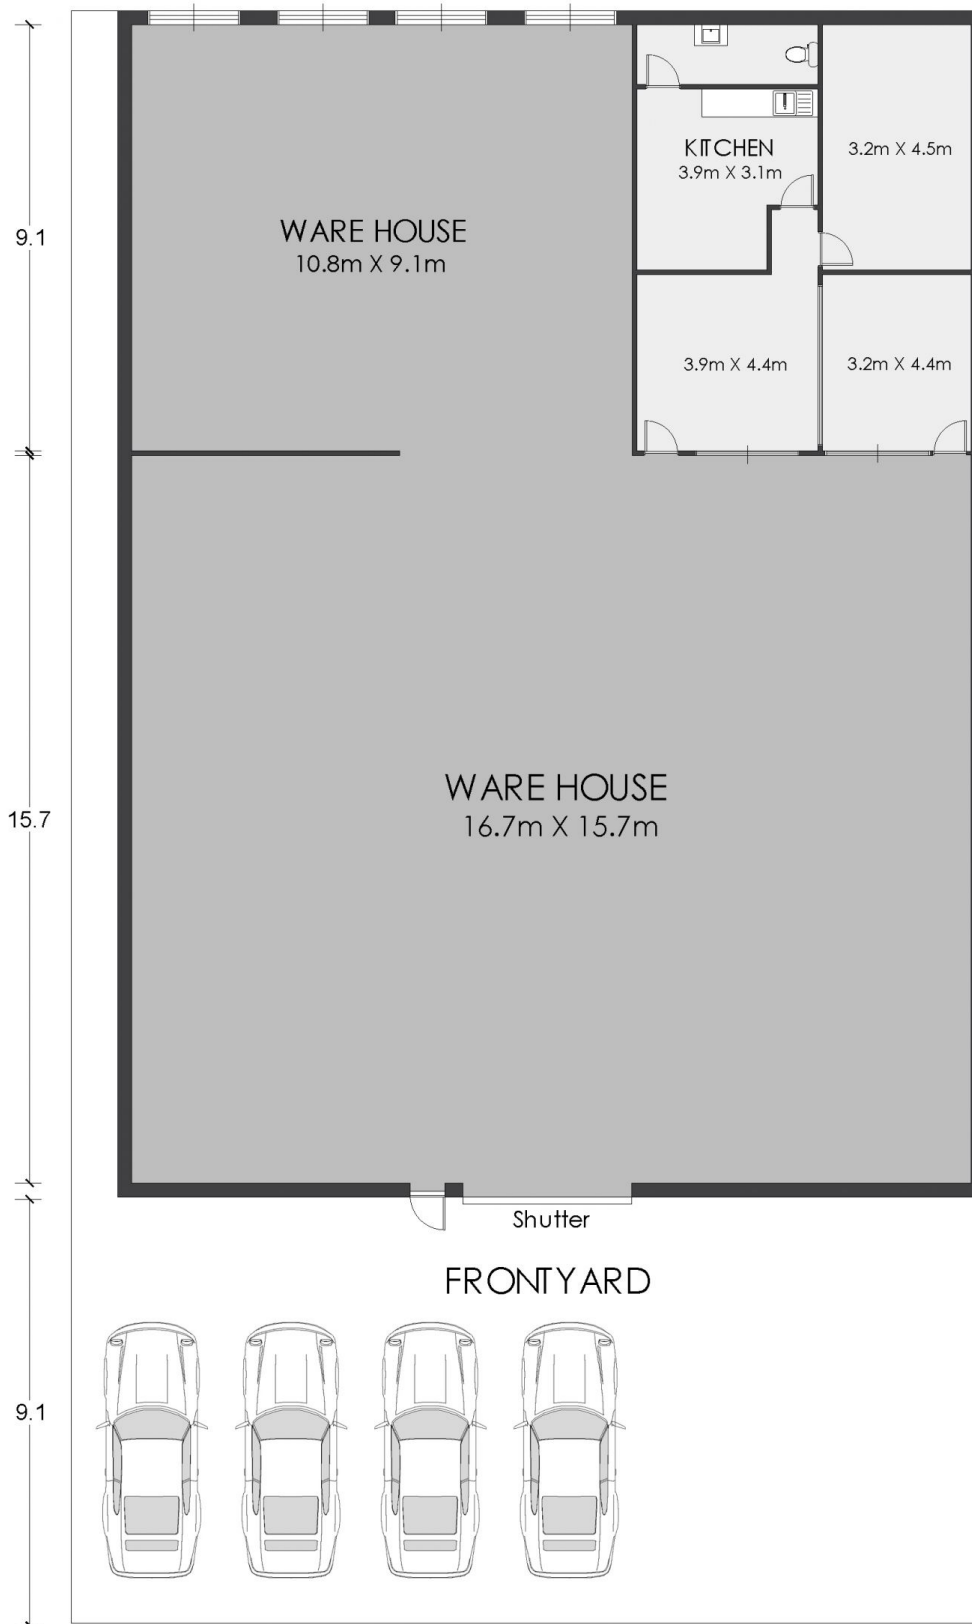 KITCHEN
3.9m X 3.1m
3.2m X 4.5m
9.1
WARE HOUSE
10.8m X 9.1m
3.9m X 4.4m
3.2m X 4.4m
WARE HOUSE
16.7m X 15.7m
15.7
Shutter
FRONTYARD
9.1